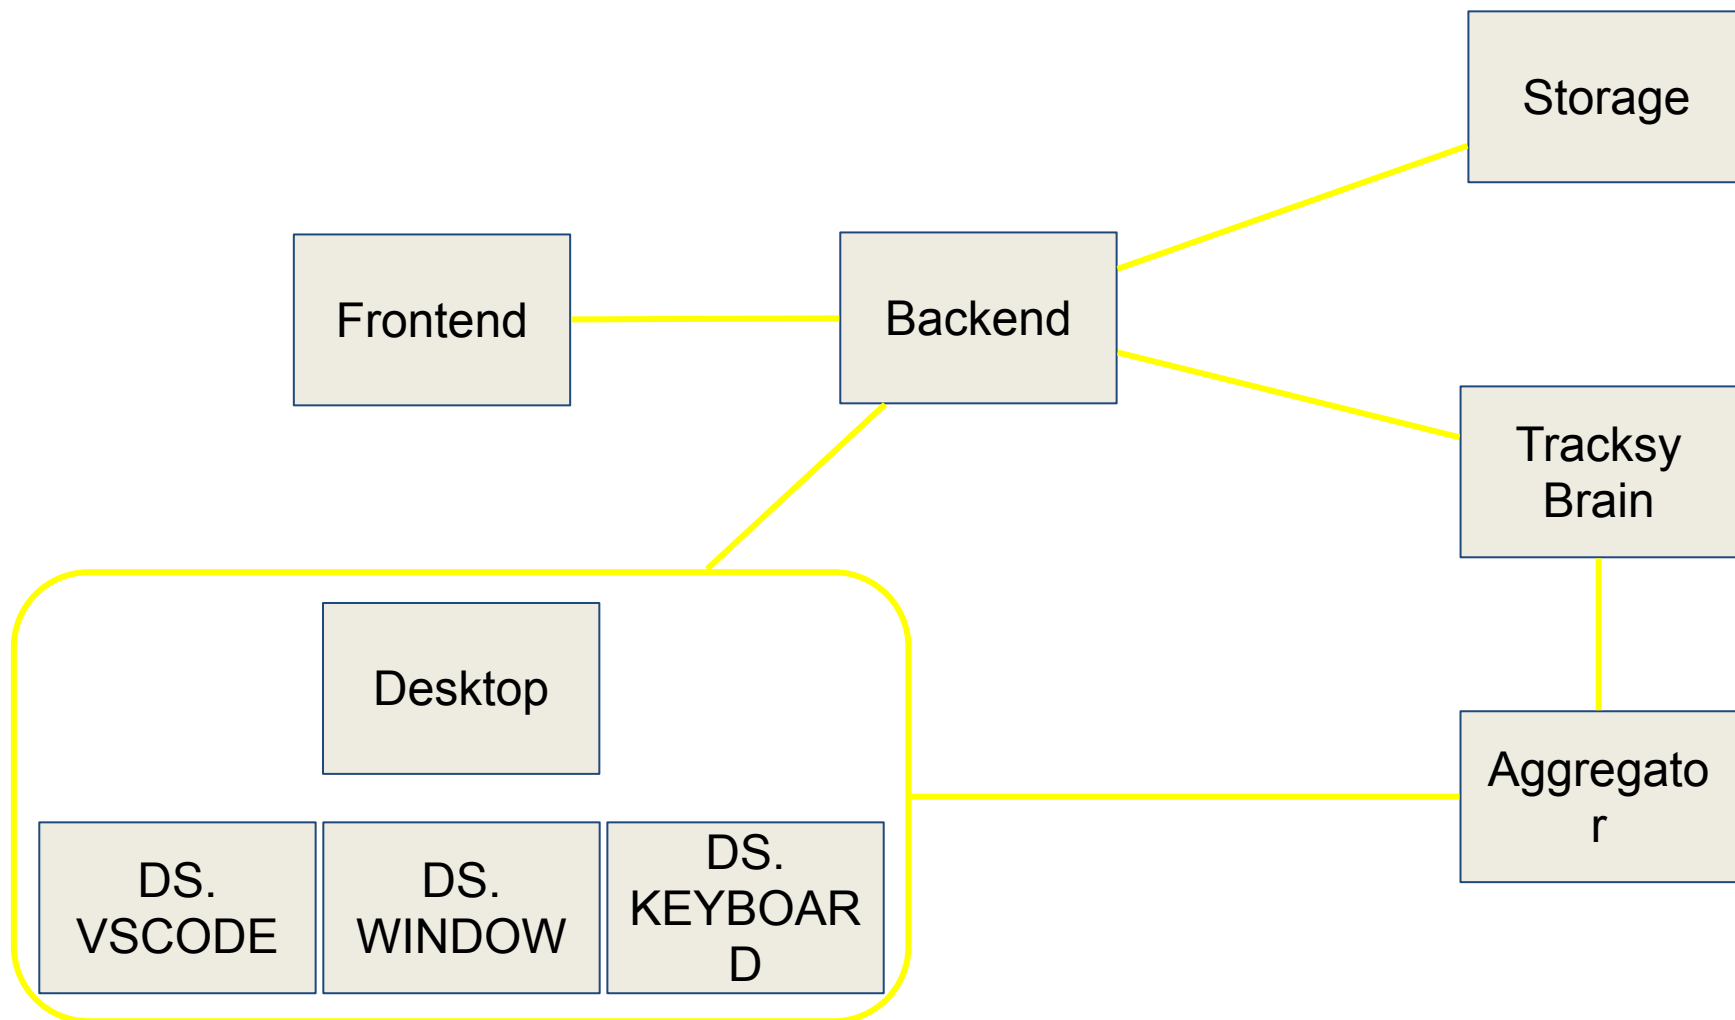 Storage
Frontend
Backend
Tracksy
Brain
Desktop
Aggregato
r
DS.
VSCODE
DS.
WINDOW
DS.
KEYBOAR
D